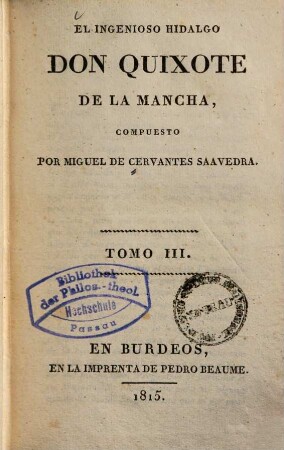 EL INGENIOSO HIDALGO
DON QUIXOTE
DE LA MANCHA,
COMPUESTO
POR MIGUEL DE CERVANTES SAAVEDRA.
TOMO III.
Bibliothek
der Philos.-theol.
Hochschule
Passau
EN BURDEOS,
EN LA IMPRENTA DE PEDRO BEAUME.
1815.